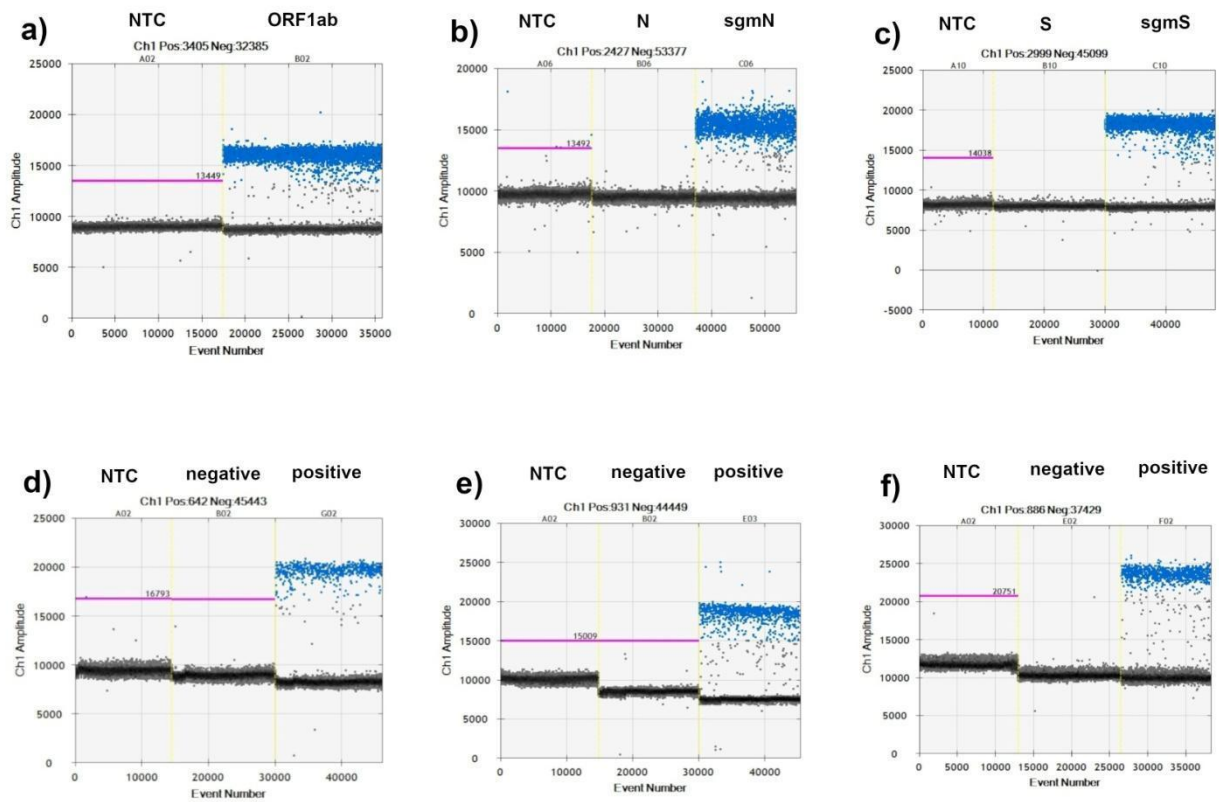 a)
NTC ORF1ab
Ch1 Pos:3405 Neg:32385
A02 B02
25000
20000
15000
10000
5000
0
13449
Ch1 Amplitude
0 5000 10000 15000 20000 25000 30000 35000
Event Number
b)
NTC N sgmN
Ch1 Pos:2427 Neg:53377
A06 B06 C06
20000
15000
10000
5000
0
13492
Ch1 Amplitude
0 10000 20000 30000 40000 50000
Event Number
c)
NTC S sgmS
Ch1 Pos:2999 Neg:45099
A10 B10 C10
25000
20000
15000
10000
5000
0
-5000
14038
Ch1 Amplitude
0 10000 20000 30000 40000
Event Number
d)
NTC negative positive
Ch1 Pos:642 Neg:45443
A02 B02 G02
25000
20000
15000
10000
5000
0
16793
Ch1 Amplitude
0 10000 20000 30000 40000
Event Number
e)
NTC negative positive
Ch1 Pos:931 Neg:44449
A02 B02 E03
30000
25000
20000
15000
10000
5000
0
15009
Ch1 Amplitude
0 10000 20000 30000 40000
Event Number
f)
NTC negative positive
Ch1 Pos:886 Neg:37429
A02 E02 F02
30000
25000
20000
15000
10000
5000
0
20751
Ch1 Amplitude
0 5000 10000 15000 20000 25000 30000 35000
Event Number